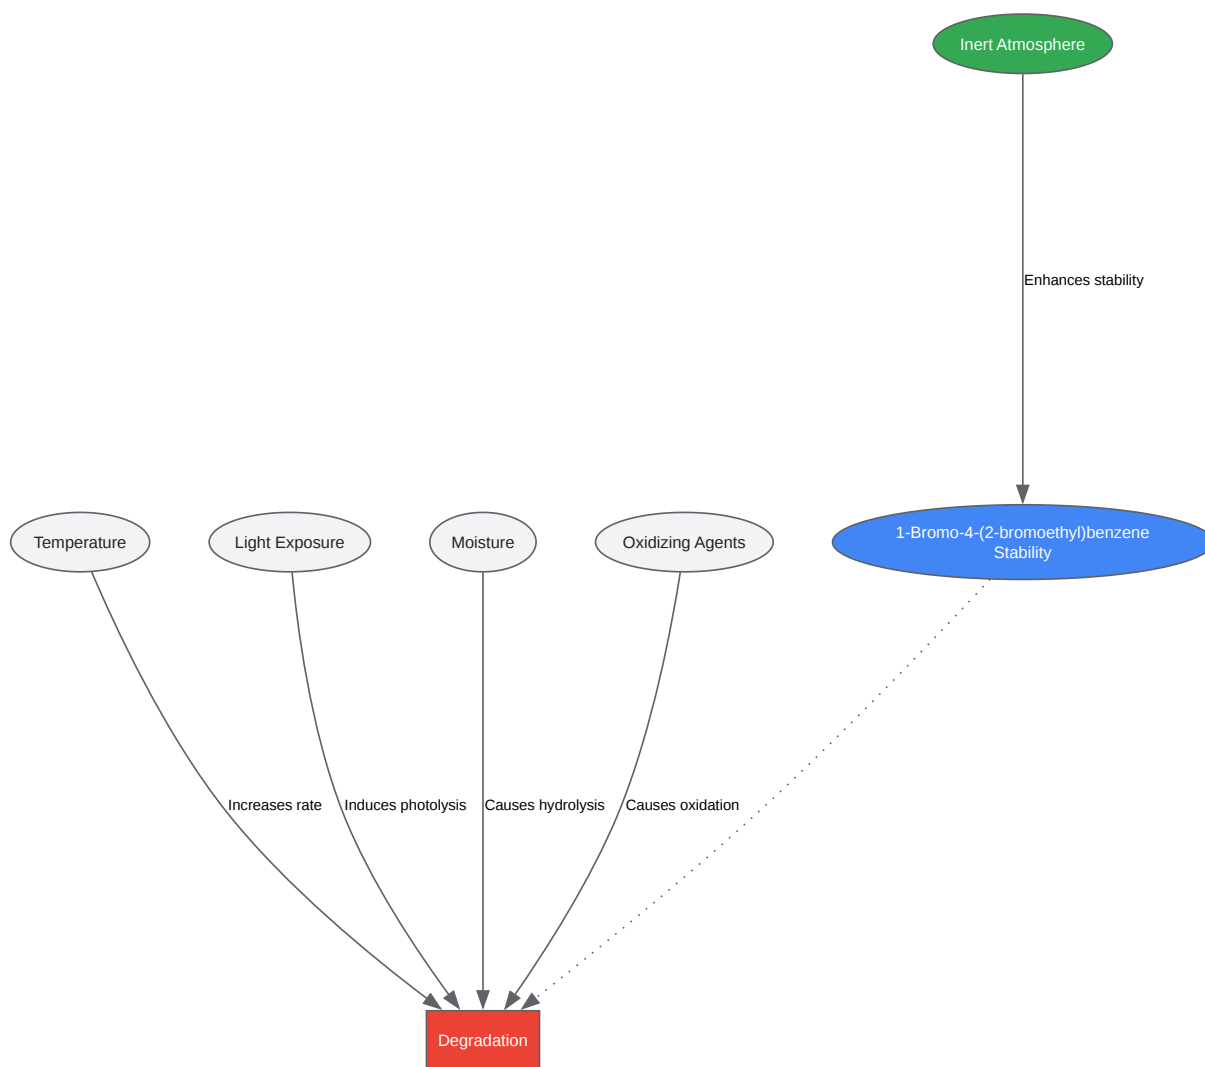 Inert Atmosphere
Enhances stability
Temperature
Light Exposure
Moisture
Oxidizing Agents
1-Bromo-4-(2-bromoethyl)benzene
Stability
Increases rate
Induces photolysis
Causes hydrolysis
Causes oxidation
Degradation